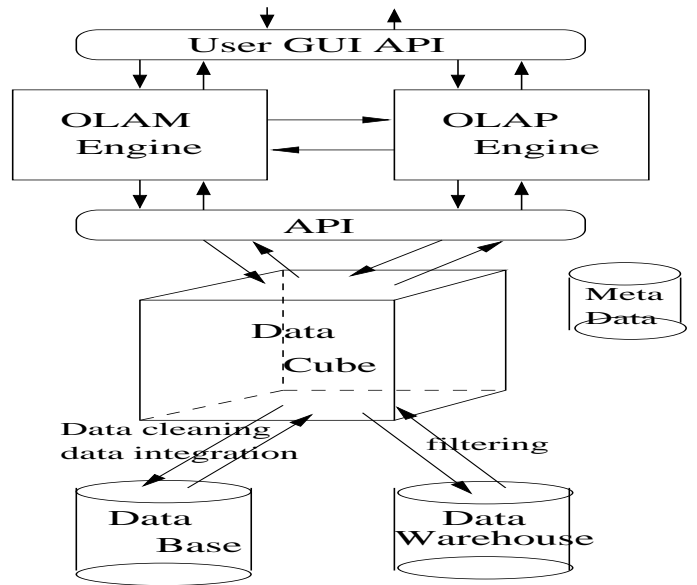 User GUI API
OLAM
Engine
OLAP
Engine
API
Meta
Data
Data
Cube
Data cleaning
data integration
filtering
Data
Base
Data
Warehouse